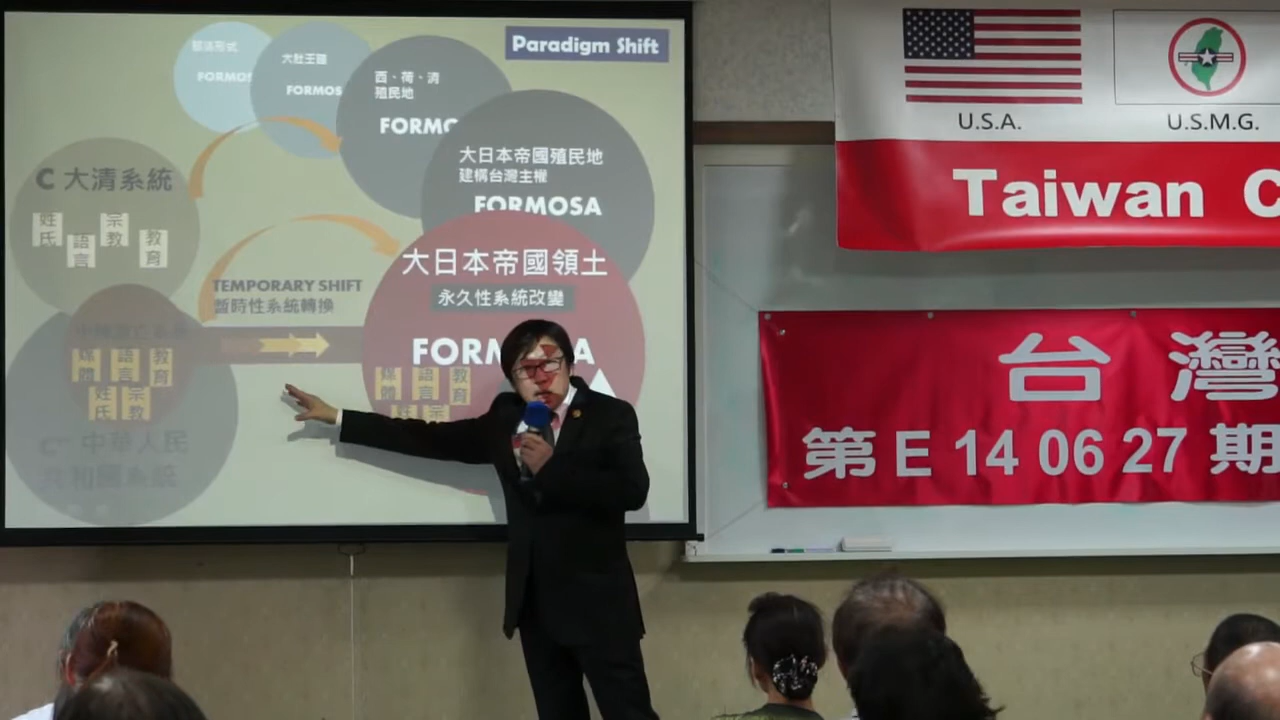 Paradigm Shift
FORMOS
大肚王國
FORMOS
西、荷、清
殖民地
FORMO
大日本帝國殖民地
建構台灣主權
FORMOSA
C 大清系統
姓氏
語言
宗教
教育
TEMPORARY SHIFT
暫時性系統轉換
大日本帝國領土
永久性系統改變
FORM A
媒體
語言
教育
姓氏
宗教
媒體
語言
教育
姓
宗
中華人民
共和國系統
U.S.A.
U.S.M.G.
Taiwan C
台灣
第 E 14 06 27 期